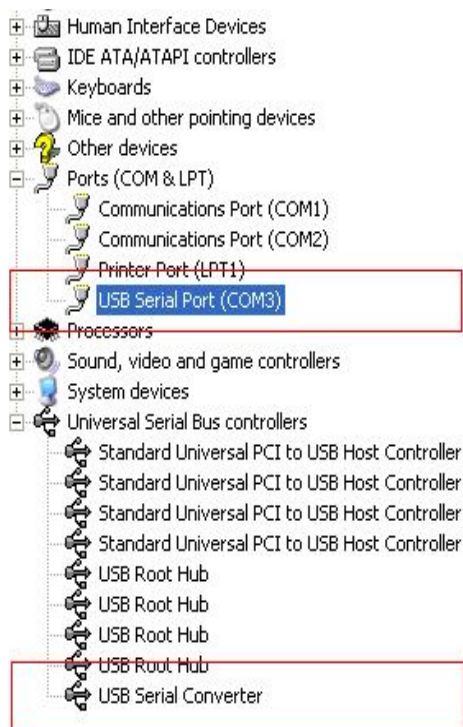 Human Interface Devices
IDE ATA/ATAPI controllers
Keyboards
Mice and other pointing devices
Other devices
Ports (COM & LPT)
Communications Port (COM1)
Communications Port (COM2)
Printer Port (LPT1)
USB Serial Port (COM3)
Processors
Sound, video and game controllers
System devices
Universal Serial Bus controllers
Standard Universal PCI to USB Host Controller
Standard Universal PCI to USB Host Controller
Standard Universal PCI to USB Host Controller
Standard Universal PCI to USB Host Controller
USB Root Hub
USB Root Hub
USB Root Hub
USB Root Hub
USB Serial Converter